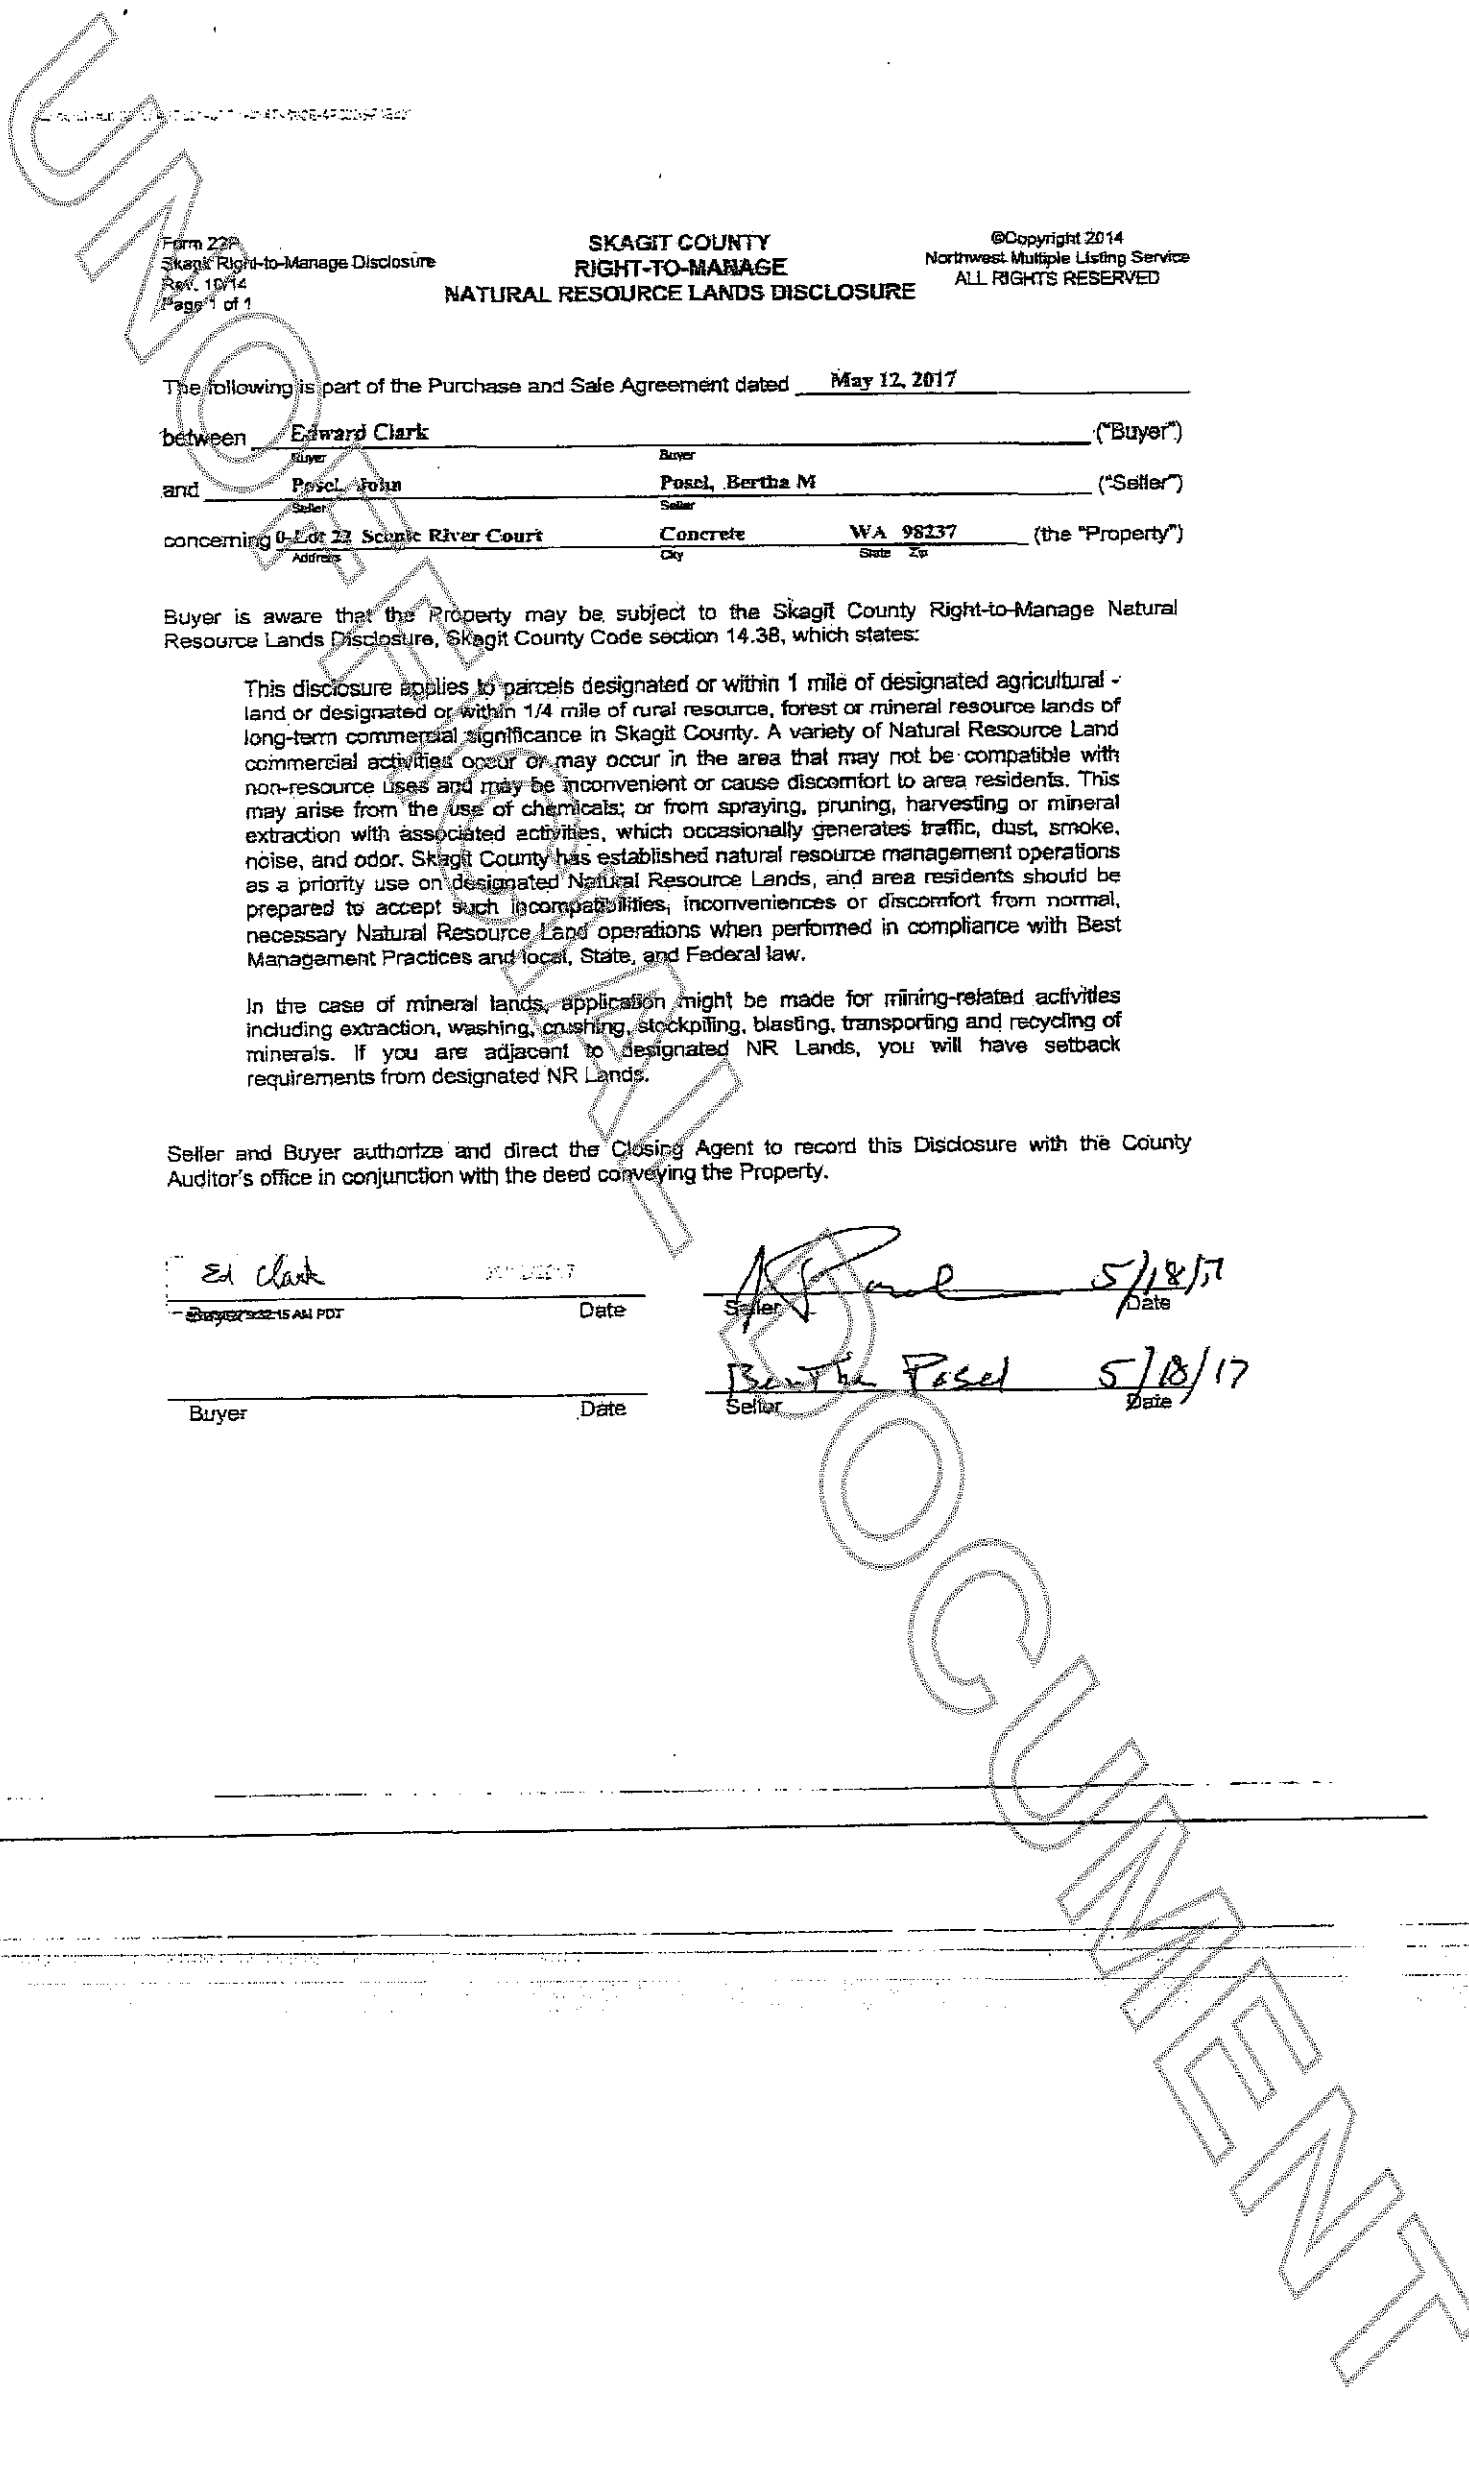 Form 22P
Skagit Right-to-Manage Disclosure
Rev. 10/14
Page 1 of 1
SKAGIT COUNTY
RIGHT-TO-MANAGE
NATURAL RESOURCE LANDS DISCLOSURE
©Copyright 2014
Northwest Multiple Listing Service
ALL RIGHTS RESERVED
The following is part of the Purchase and Sale Agreement dated May 12, 2017
between Edward Clark ("Buyer")
Buyer Buyer
and Posel, John Posel, Bertha M ("Seller")
Seller Seller
concerning 0-Lot 22 Scenic River Court Concrete WA 98237 (the "Property")
Address City State Zip
Buyer is aware that the Property may be subject to the Skagit County Right-to-Manage Natural
Resource Lands Disclosure, Skagit County Code section 14.38, which states:
This disclosure applies to parcels designated or within 1 mile of designated agricultural -
land or designated or within 1/4 mile of rural resource, forest or mineral resource lands of
long-term commercial significance in Skagit County. A variety of Natural Resource Land
commercial activities occur or may occur in the area that may not be compatible with
non-resource uses and may be inconvenient or cause discomfort to area residents. This
may arise from the use of chemicals; or from spraying, pruning, harvesting or mineral
extraction with associated activities, which occasionally generates traffic, dust, smoke,
noise, and odor. Skagit County has established natural resource management operations
as a priority use on designated Natural Resource Lands, and area residents should be
prepared to accept such incompatibilities, inconveniences or discomfort from normal,
necessary Natural Resource Land operations when performed in compliance with Best
Management Practices and local, State, and Federal law.
In the case of mineral lands, application might be made for mining-related activities
including extraction, washing, crushing, stockpiling, blasting, transporting and recycling of
minerals. If you are adjacent to designated NR Lands, you will have setback
requirements from designated NR Lands.
Seller and Buyer authorize and direct the Closing Agent to record this Disclosure with the County
Auditor's office in conjunction with the deed conveying the Property.
Ed Clark 5/18/17
AM PDT Date Seller Date
Bertha Posel 5/18/17
Buyer Date Seller Date
UNOFFICIAL DOCUMENT